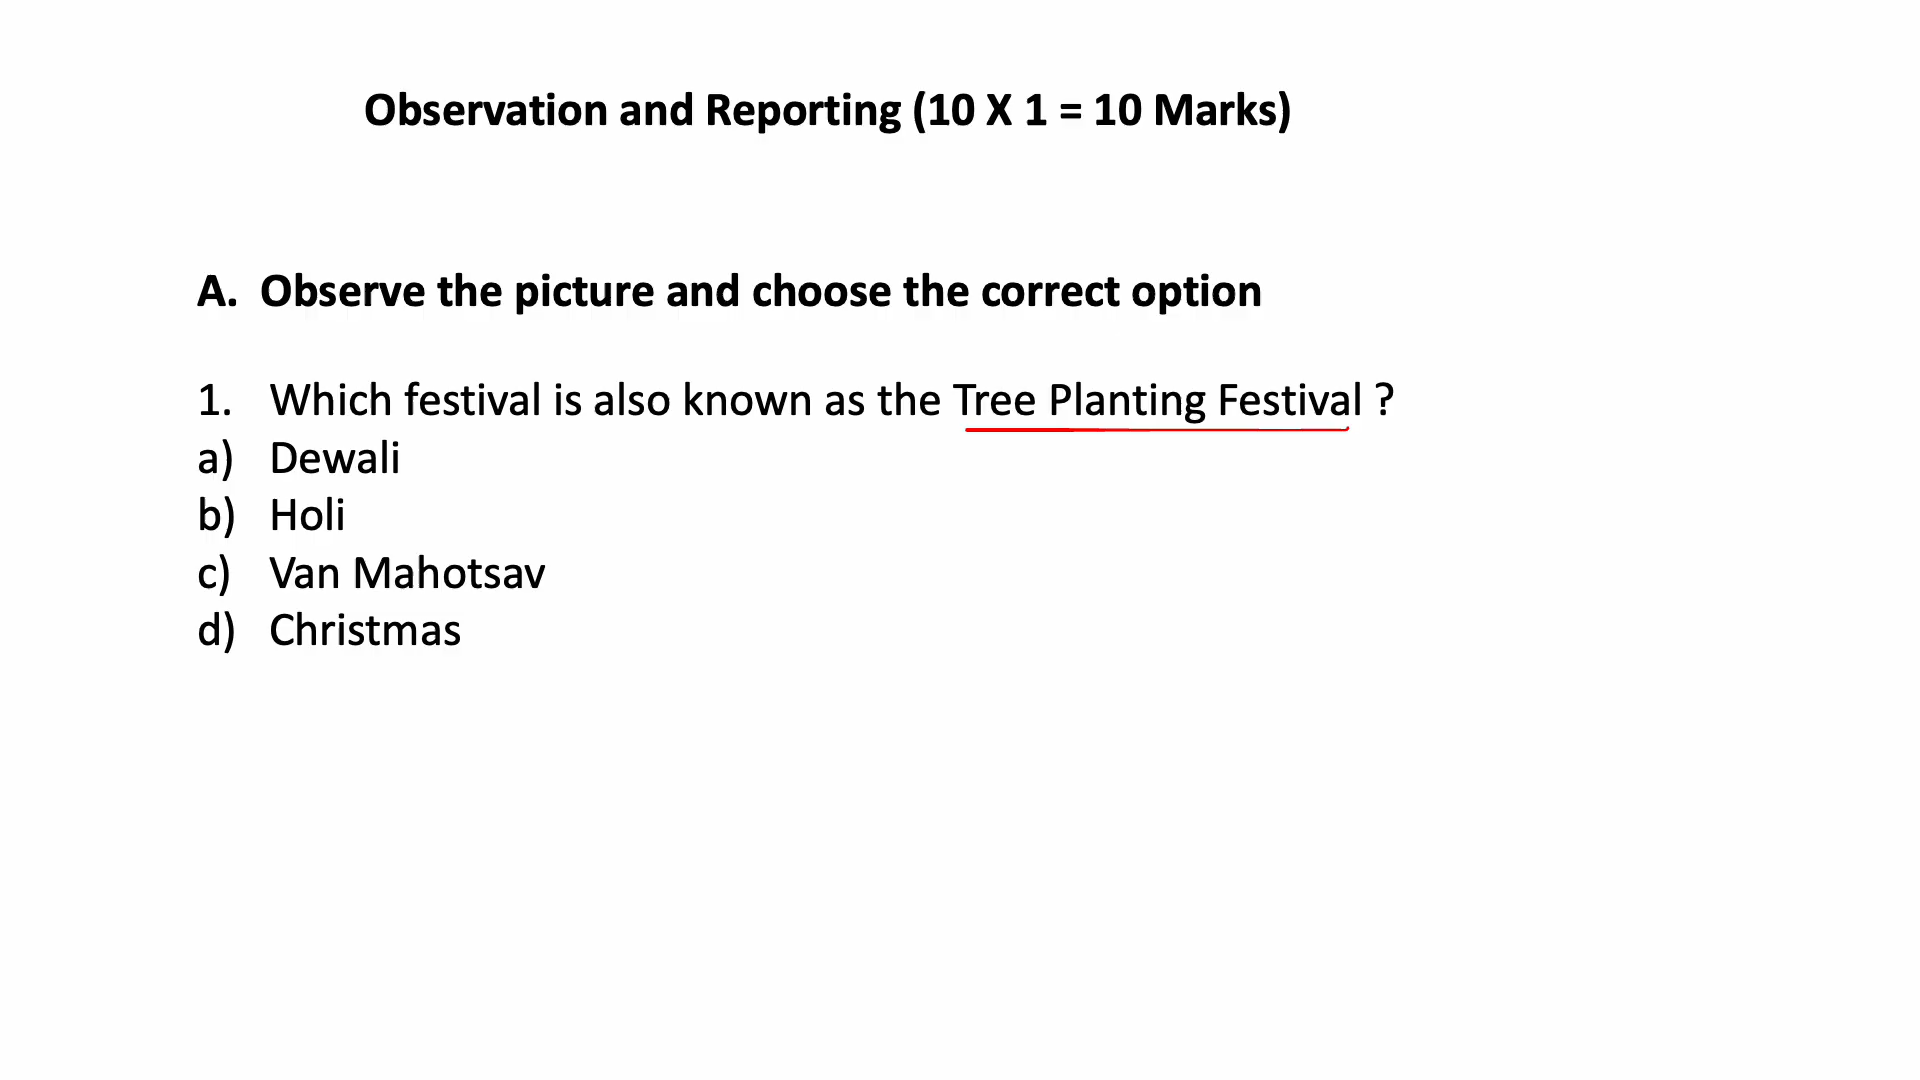 Observation and Reporting (10 X 1 = 10 Marks)
A. Observe the picture and choose the correct option
1. Which festival is also known as the Tree Planting Festival ?
a) Dewali
b) Holi
c) Van Mahotsav
d) Christmas